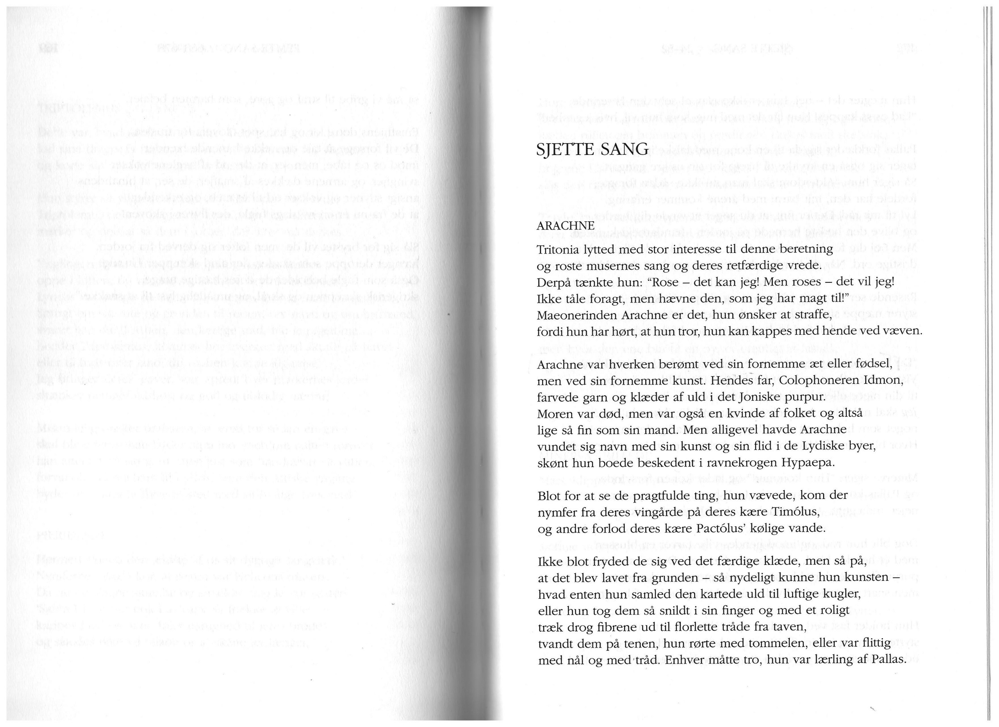 SJETTE SANG
ARACHNE
Tritonia lytted med stor interesse til denne beretning
og roste musernes sang og deres retfærdige vrede.
Derpå tænkte hun: “Rose – det kan jeg! Men roses – det vil jeg!
Ikke tåle foragt, men hævne den, som jeg har magt til!”
Maeonerinden Arachne er det, hun ønsker at straffe,
fordi hun har hørt, at hun tror, hun kan kappes med hende ved væven.
Arachne var hverken berømt ved sin fornemme æt eller fødsel,
men ved sin fornemme kunst. Hendes far, Colophoneren Idmon,
farvede garn og klæder af uld i det Joniske purpur.
Moren var død, men var også en kvinde af folket og altså
lige så fin som sin mand. Men alligevel havde Arachne
vundet sig navn med sin kunst og sin flid i de Lydiske byer,
skønt hun boede beskedent i ravnekrogen Hypaepa.
Blot for at se de pragtfulde ting, hun vævede, kom der
nymfer fra deres vingårde på deres kære Timólus,
og andre forlod deres kære Pactólus’ kølige vande.
Ikke blot fryded de sig ved det færdige klæde, men så på,
at det blev lavet fra grunden – så nydeligt kunne hun kunsten –
hvad enten hun samled den kartede uld til luftige kugler,
eller hun tog dem så snildt i sin finger og med et roligt
træk drog fibrene ud til florlette tråde fra taven,
tvandt dem på tenen, hun rørte med tommelen, eller var flittig
med nål og med tråd. Enhver måtte tro, hun var lærling af Pallas.